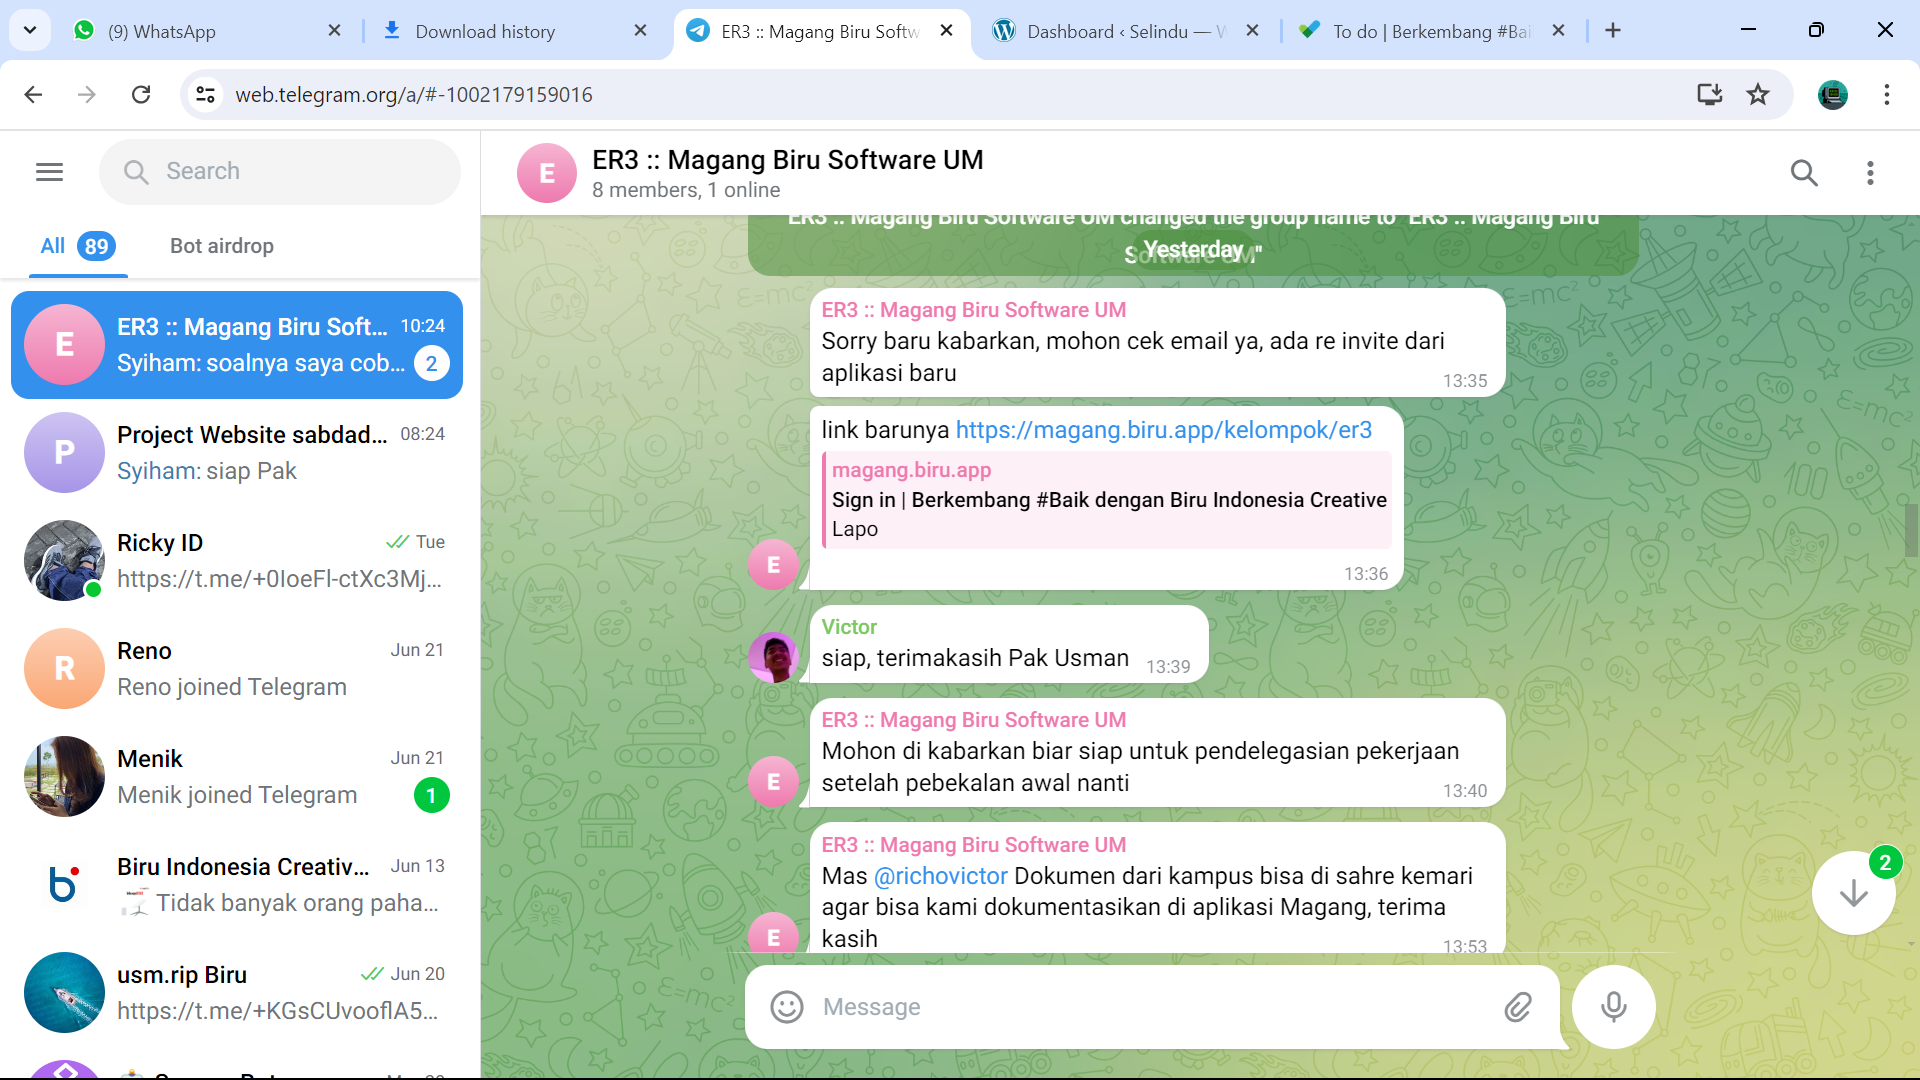 (9) WhatsApp
Download history
ER3 :: Magang Biru Softw
Dashboard ‹ Selindu — W
To do | Berkembang #Bai
web.telegram.org/a/#-1002179159016
Search
All 89
Bot airdrop
ER3 :: Magang Biru Soft... 10:24
Syiham: soalnya saya cob... 2
P
Project Website sabdad... 08:24
Syiham: siap Pak
Ricky ID Tue
https://t.me/+0IoeFl-ctXc3Mj...
R
Reno Jun 21
Reno joined Telegram
Menik Jun 21
Menik joined Telegram 1
Biru Indonesia Creativ... Jun 13
Tidak banyak orang paha...
usm.rip Biru Jun 20
https://t.me/+KGsCUvooflA5...
E
ER3 :: Magang Biru Software UM
8 members, 1 online
ER3 :: Magang Biru Software UM changed the group name to "ER3 :: Magang Biru
Software UM"
Yesterday
ER3 :: Magang Biru Software UM
Sorry baru kabarkan, mohon cek email ya, ada re invite dari
aplikasi baru
13:35
link barunya https://magang.biru.app/kelompok/er3
magang.biru.app
Sign in | Berkembang #Baik dengan Biru Indonesia Creative
Lapo
E
13:36
Victor
siap, terimakasih Pak Usman 13:39
ER3 :: Magang Biru Software UM
Mohon di kabarkan biar siap untuk pendelegasian pekerjaan
setelah pebekalan awal nanti
E
13:40
ER3 :: Magang Biru Software UM
Mas @richovictor Dokumen dari kampus bisa di sahre kemari
agar bisa kami dokumentasikan di aplikasi Magang, terima
kasih
E
13:53
2
Message